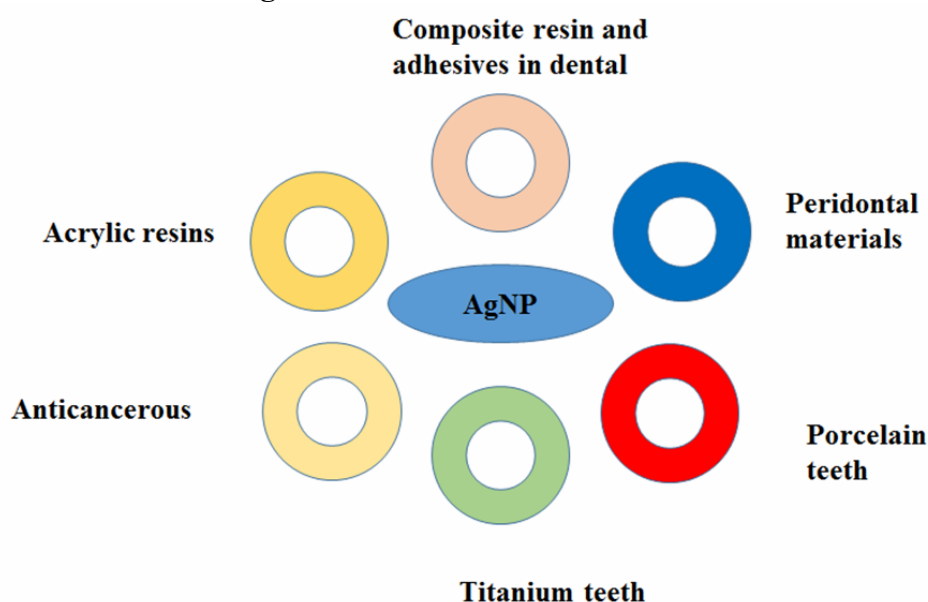 Composite resin and
adhesives in dental
Peridontal
materials
Acrylic resins
AgNP
Anticancerous
Porcelain
teeth
Titanium teeth